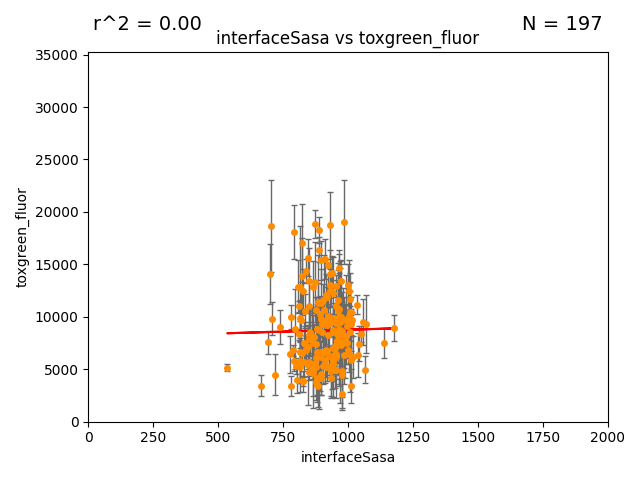 r^2 = 0.00
N = 197
interfaceSasa vs toxgreen_fluor
35000
30000
25000
20000
15000
10000
5000
0
toxgreen_fluor
0 250 500 750 1000 1250 1500 1750 2000
interfaceSasa